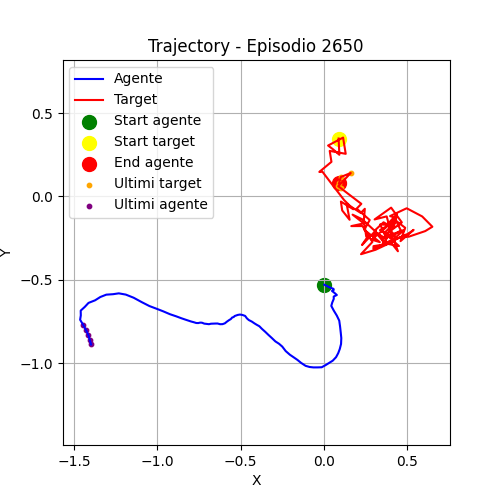 Trajectory - Episodio 2650
Agente
Target
Start agente
Start target
End agente
Ultimi target
Ultimi agente
0.5
0.0
−0.5
−1.0
Y
−1.5
−1.0
−0.5
0.0
0.5
X